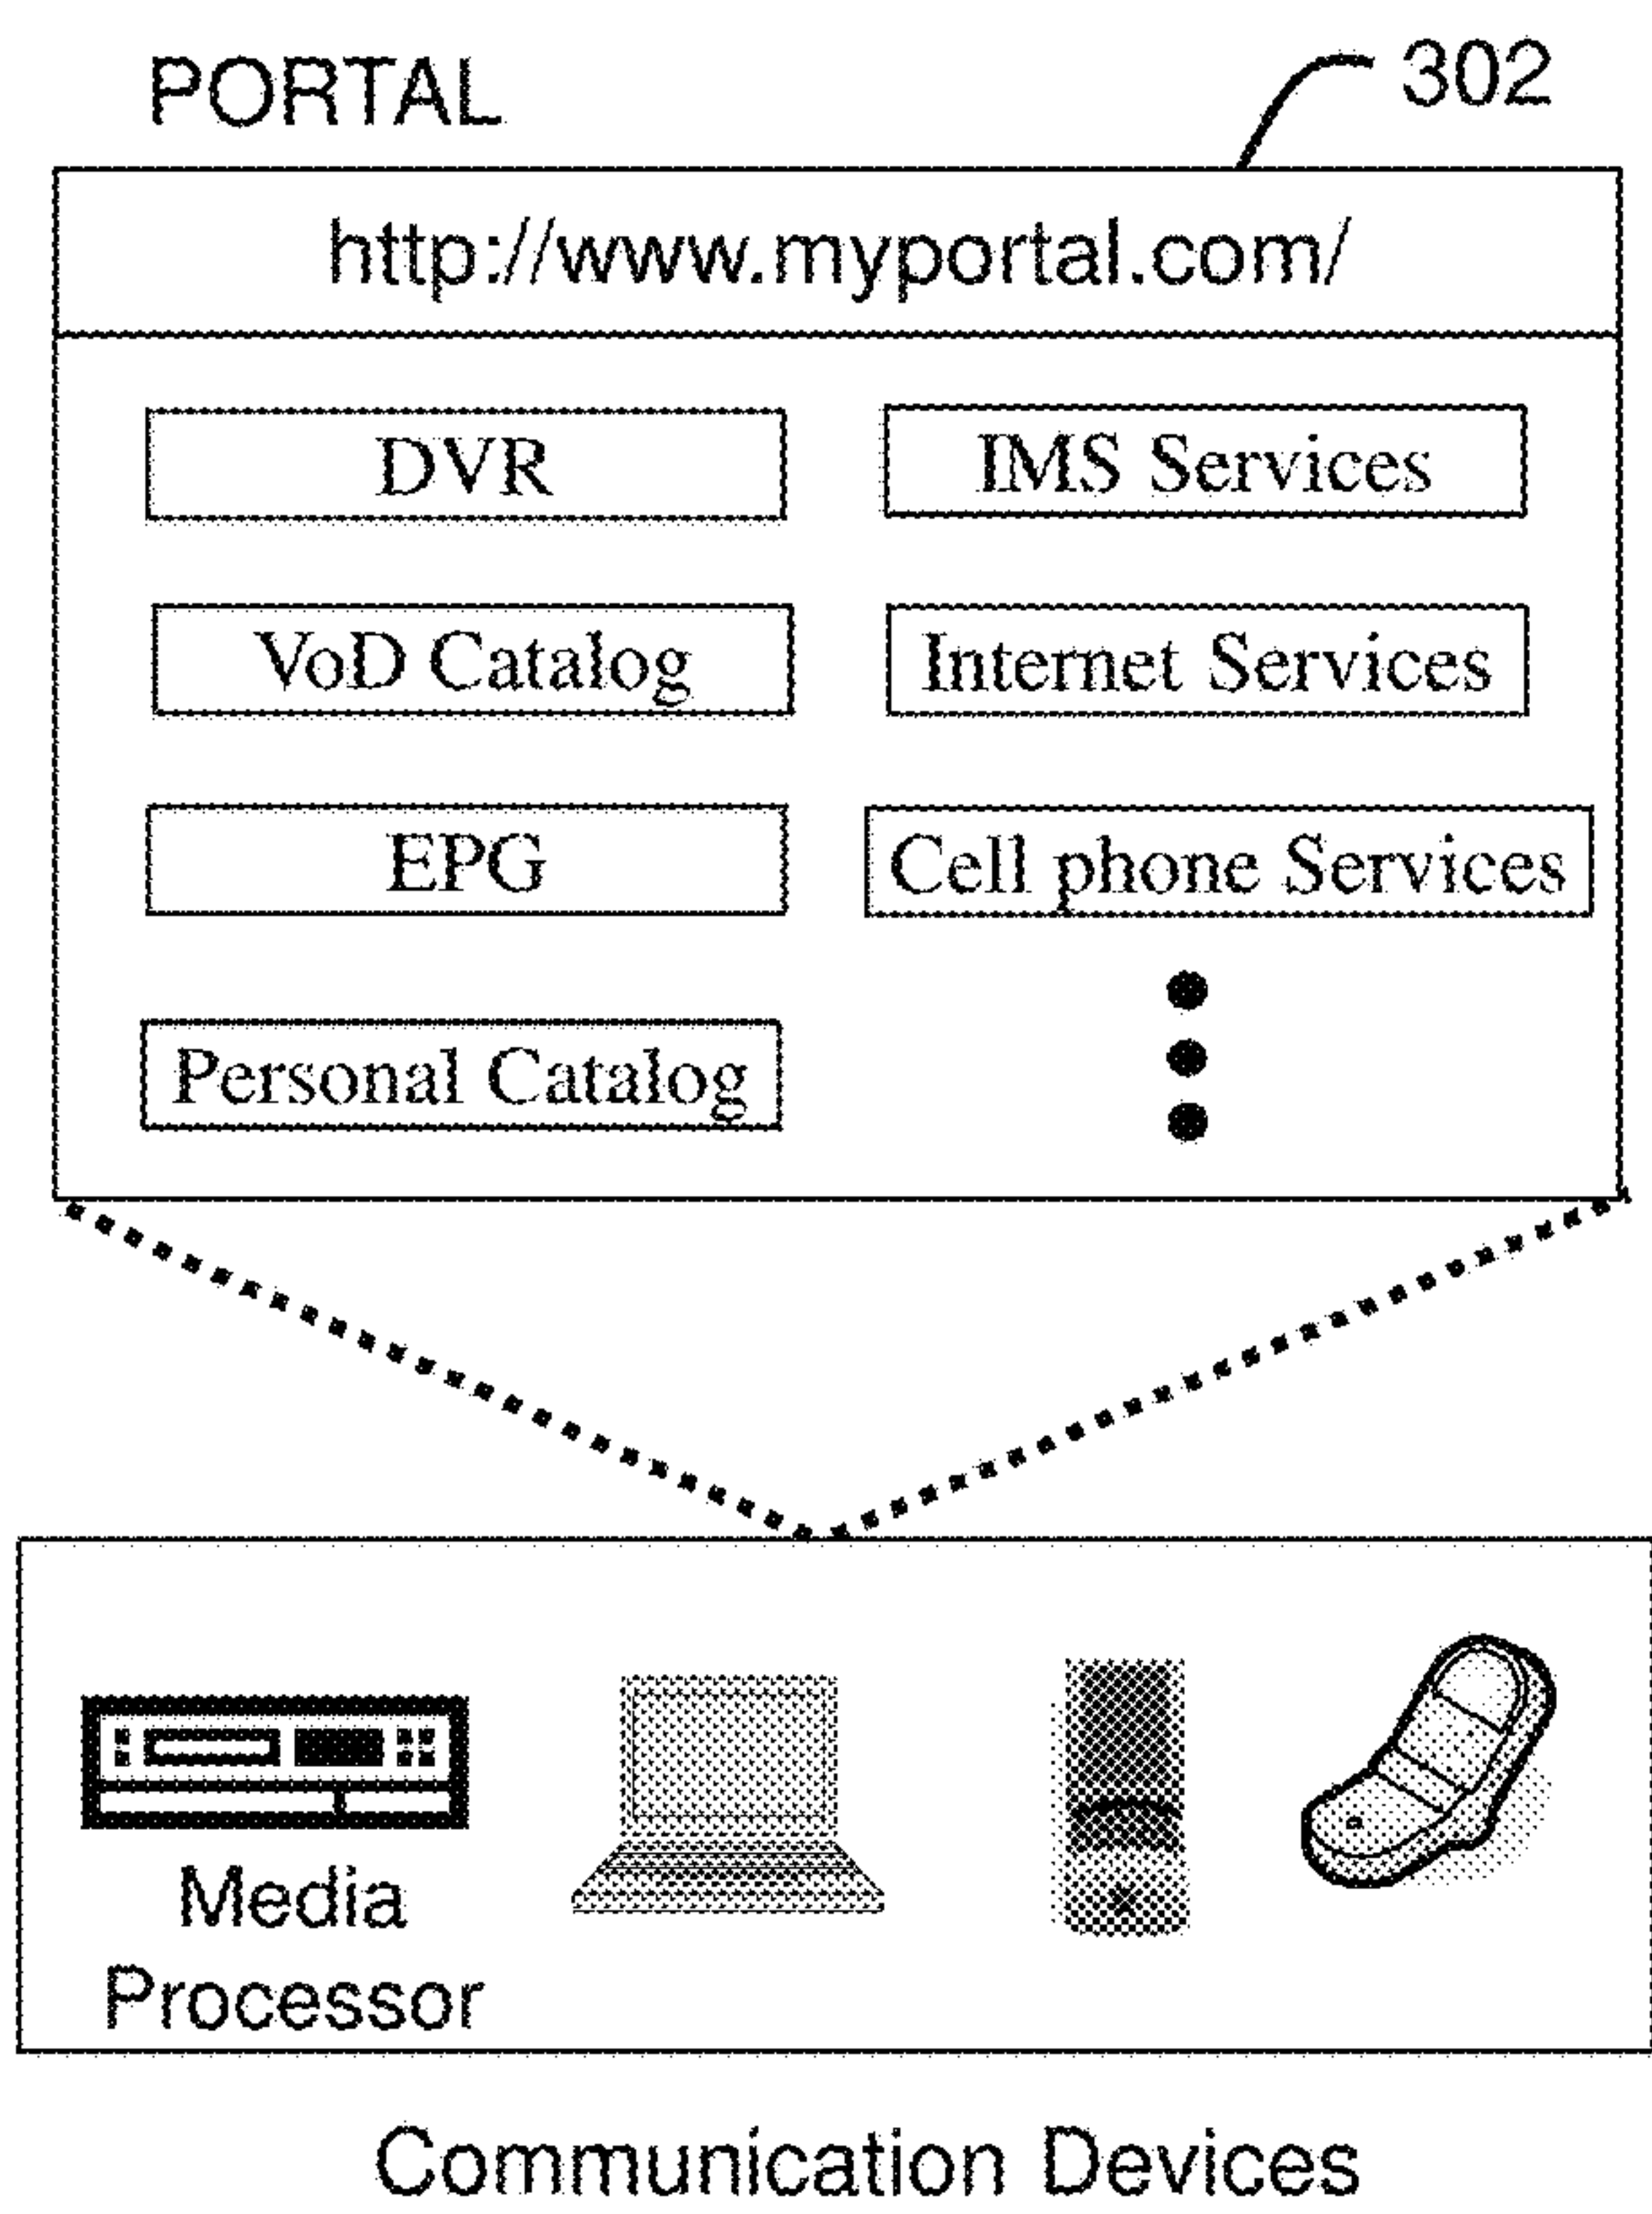 PORTAL
302
http://www.myportal.com/
DVR
IMS Services
VoD Catalog
Internet Services
EPG
Cell phone Services
Personal Catalog
Media
Processor
Communication Devices